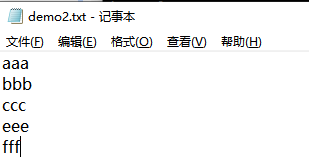 demo2.txt - 记事本
文件(F) 编辑(E) 格式(O) 查看(V) 帮助(H)
aaa
bbb
ccc
eee
fff